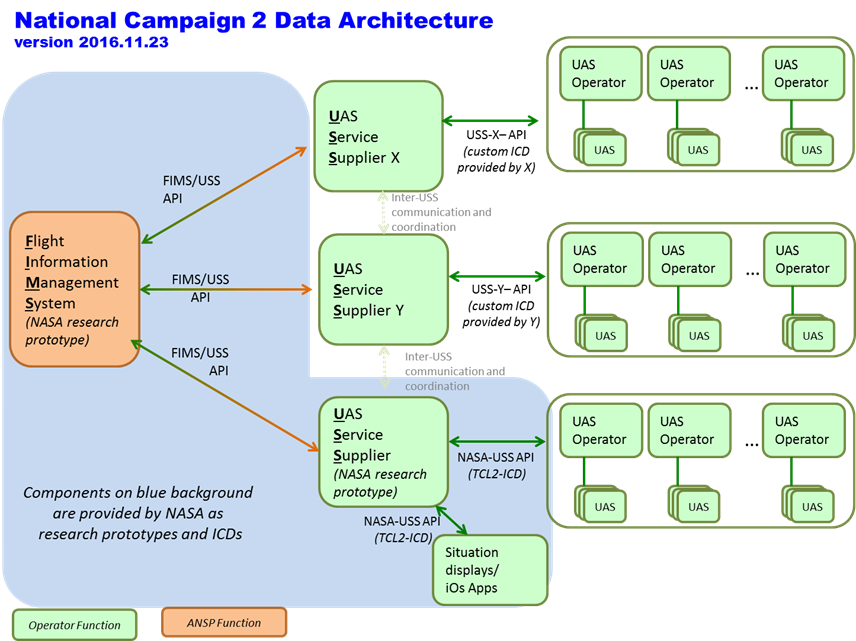 National Campaign 2 Data Architecture
version 2016.11.23
UAS
Service
Supplier X
FIMS/USS
API
USS-X– API
(custom ICD
provided by X)
UAS
Operator
UAS
Operator
...
UAS
Operator
UAS
UAS
UAS
Inter-USS
communication and
coordination
Flight
Information
Management
System
(NASA research
prototype)
FIMS/USS
API
UAS
Service
Supplier Y
USS-Y– API
(custom ICD
provided by Y)
UAS
Operator
UAS
Operator
...
UAS
Operator
UAS
UAS
UAS
FIMS/USS
API
Inter-USS
communication and
coordination
UAS
Service
Supplier
(NASA research
prototype)
NASA-USS API
(TCL2-ICD)
UAS
Operator
UAS
Operator
...
UAS
Operator
UAS
UAS
UAS
Components on blue background
are provided by NASA as
research prototypes and ICDs
NASA-USS API
(TCL2-ICD)
Situation
displays/
iOs Apps
Operator Function
ANSP Function